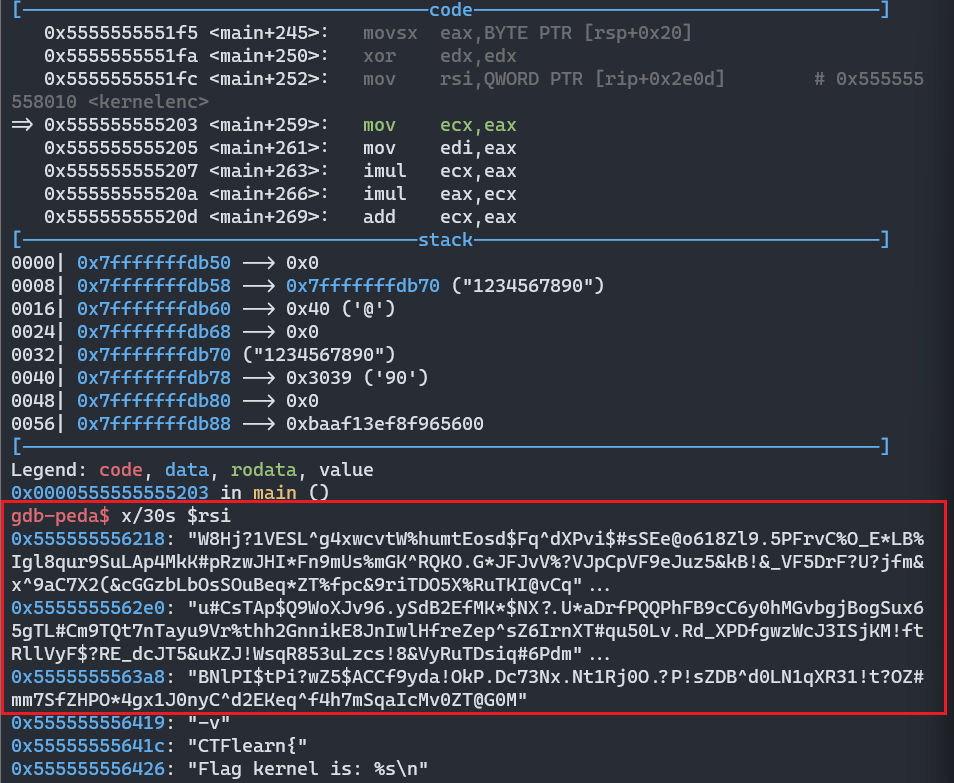 [———code———]
0x5555555551f5 <main+245>: movsx eax,BYTE PTR [rsp+0x20]
0x5555555551fa <main+250>: xor edx,edx
0x5555555551fc <main+252>: mov rsi,QWORD PTR [rip+0x2e0d] # 0x555555
558010 <kernelenc>
=> 0x555555555203 <main+259>: mov ecx,eax
0x555555555205 <main+261>: mov edi,eax
0x555555555207 <main+263>: imul ecx,eax
0x55555555520a <main+266>: imul eax,ecx
0x55555555520d <main+269>: add ecx,eax
[———stack———]
0000| 0x7fffffffdb50 --> 0x0
0008| 0x7fffffffdb58 --> 0x7fffffffdb70 ("1234567890")
0016| 0x7fffffffdb60 --> 0x40 ('@')
0024| 0x7fffffffdb68 --> 0x0
0032| 0x7fffffffdb70 ("1234567890")
0040| 0x7fffffffdb78 --> 0x3039 ('90')
0048| 0x7fffffffdb80 --> 0x0
0056| 0x7fffffffdb88 --> 0xbaaf13ef8f965600
[———]
Legend: code, data, rodata, value
0x0000555555555203 in main ()
gdb-peda$ x/30s $rsi
0x555555556218: "W8Hj?1VESL^g4xwcvtW%humtEosd$Fq^dXPvi$#sSEe@o618Zl9.5PFrvC%O_E*LB%
Igl8qur9SuLAp4MkK#pRzwJHI*Fn9mUs%mGK^RQKO.G*JFJvV%?VJpCpVF9eJuz5&kB!&_VF5DrF?U?jfm&
x^9aC7X2(&cGGzbLbOsSOuBeq*ZT%fpc&9riTDO5X%RuTKI@vCq"...
0x5555555562e0: "u#CsTAp$Q9WoXJv96.ySdB2EfMK*$NX?.U*aDrfPQQPhFB9cC6y0hMGvbgjBogSux6
5gTL#Cm9TQt7nTayu9Vr%thh2GnnikE8JnIwlHfreZep^sZ6IrnXT#qu50Lv.Rd_XPDfgwzWcJ3ISjKM!ft
RllVyF$?RE_dcJT5&uKZJ!WsqR853uLzcs!8&VyRuTDsiq#6Pdm"...
0x5555555563a8: "BNlPI$tPi?wZ5$ACCf9yda!OkP.Dc73Nx.Nt1Rj0O.?P!sZDB^d0LN1qXR31!t?OZ#
mm7SfZHPO*4gx1J0nyC^d2EKeq^f4h7mSqaIcMv0ZT@G0M"
0x555555556419: "-v"
0x55555555641c: "CTFlearn{"
0x555555556426: "Flag kernel is: %s\n"